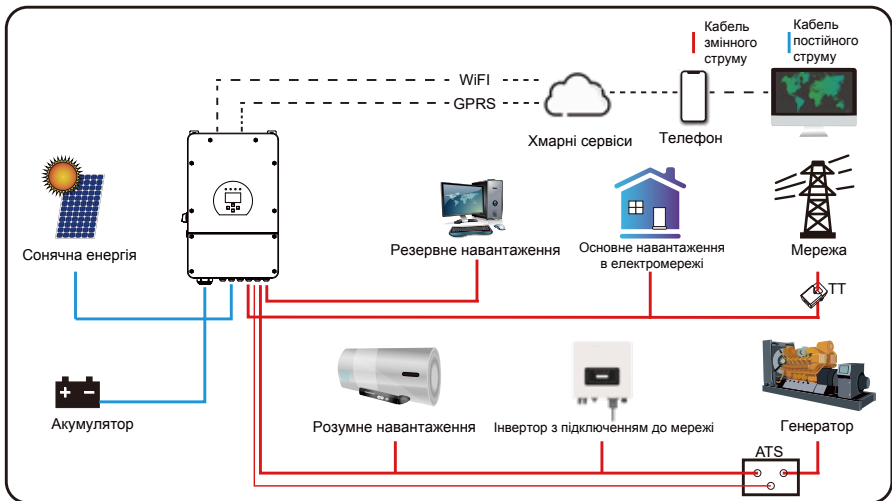 Кабель
змінного
струму
Кабель
постійного
струму
WiFI
GPRS
Хмарні сервіси
Телефон
Сонячна енергія
Резервне навантаження
Основне навантаження
в електромережі
Мережа
ТТ
Акумулятор
Розумне навантаження
Інвертор з підключенням до мережі
Генератор
ATS